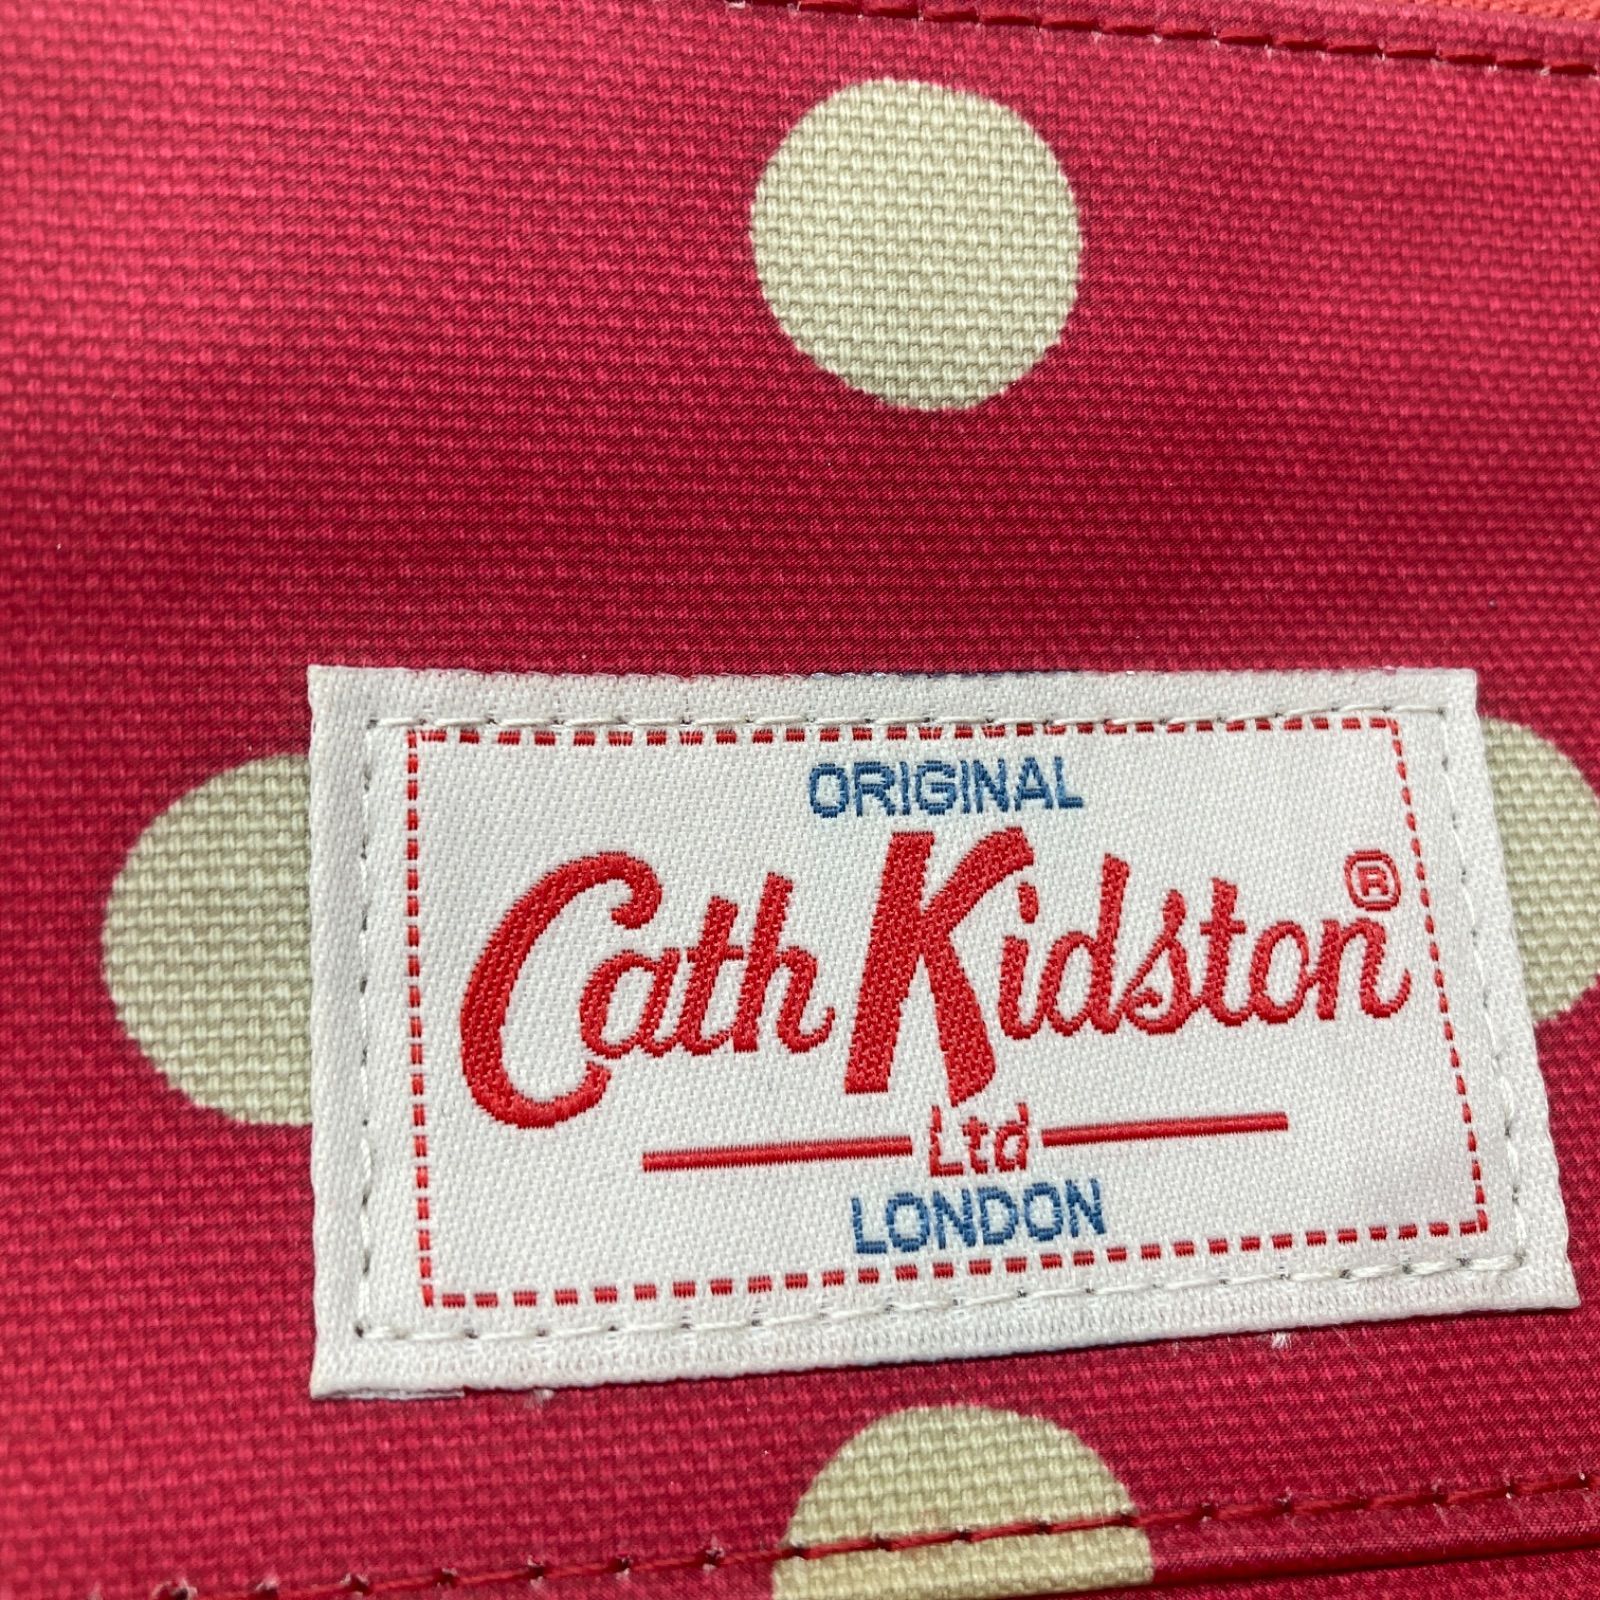 ORIGINAL
Cath Kidston®
Ltd
LONDON